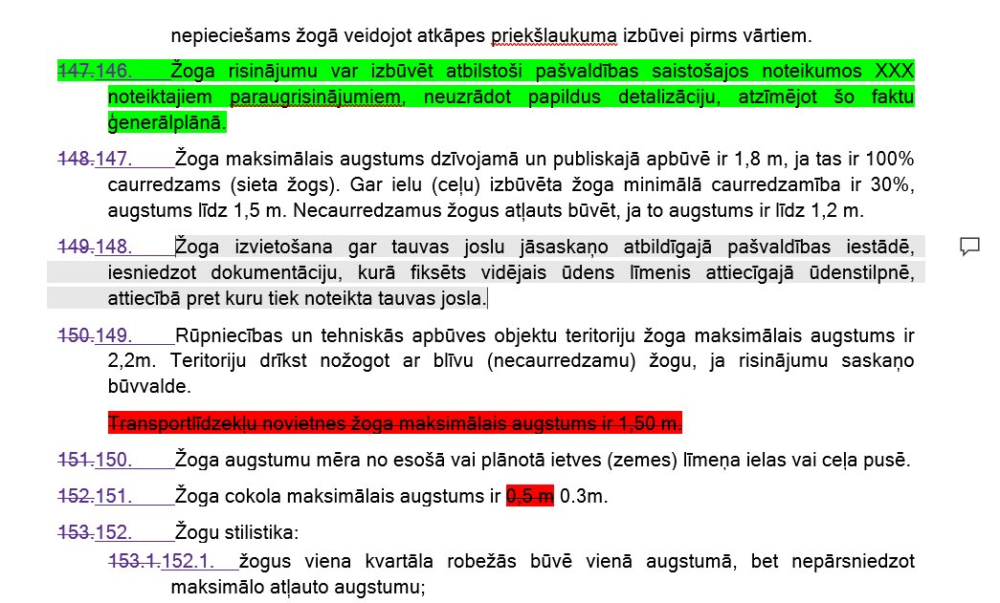 nepieciešams žogā veidojot atkāpes priekšlaukuma izbūvei pirms vārtiem.
147.146. Žoga risinājumu var izbūvēt atbilstoši pašvaldības saistošajos noteikumos XXX
noteiktajiem paraugrisinājumiem, neuzrādot papildus detalizāciju, atzīmējot šo faktu
ģenerālplānā.
148.147. Žoga maksimālais augstums dzīvojamā un publiskajā apbūvē ir 1,8 m, ja tas ir 100%
caurredzams (sieta žogs). Gar ielu (ceļu) izbūvēta žoga minimālā caurredzamība ir 30%,
augstums līdz 1,5 m. Necaurredzamus žogus atļauts būvēt, ja to augstums ir līdz 1,2 m.
149.148. Žoga izvietošana gar tauvas joslu jāsaskaņo atbildīgajā pašvaldības iestādē,
iesniedzot dokumentāciju, kurā fiksēts vidējais ūdens līmenis attiecīgajā ūdenstilpnē,
attiecībā pret kuru tiek noteikta tauvas josla.
150.149. Rūpniecības un tehniskās apbūves objektu teritoriju žoga maksimālais augstums ir
2,2m. Teritoriju drīkst nožogot ar blīvu (necaurredzamu) žogu, ja risinājumu saskaņo
būvvalde.
Transportlīdzekļu novietnes žoga maksimālais augstums ir 1,50 m.
151.150. Žoga augstumu mēra no esošā vai plānotā ietves (zemes) līmeņa ielas vai ceļa pusē.
152.151. Žoga cokola maksimālais augstums ir 0,5 m 0.3m.
153.152. Žogu stilistika:
153.1.152.1. žogus viena kvartāla robežās būvē vienā augstumā, bet nepārsniedzot
maksimālo atļauto augstumu;